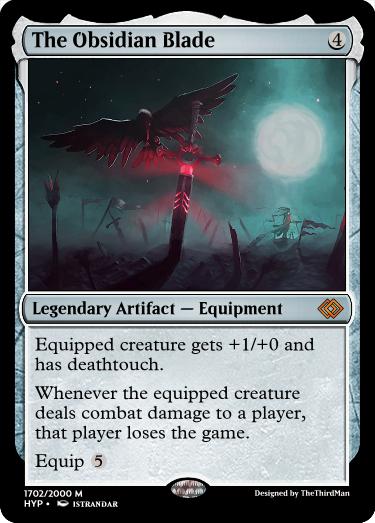 The Obsidian Blade 4
Legendary Artifact — Equipment
Equipped creature gets +1/+0 and
has deathtouch.
Whenever the equipped creature
deals combat damage to a player,
that player loses the game.
Equip 5
1702/2000 M
HYP • ISTRANDAR
Designed by TheThirdMan